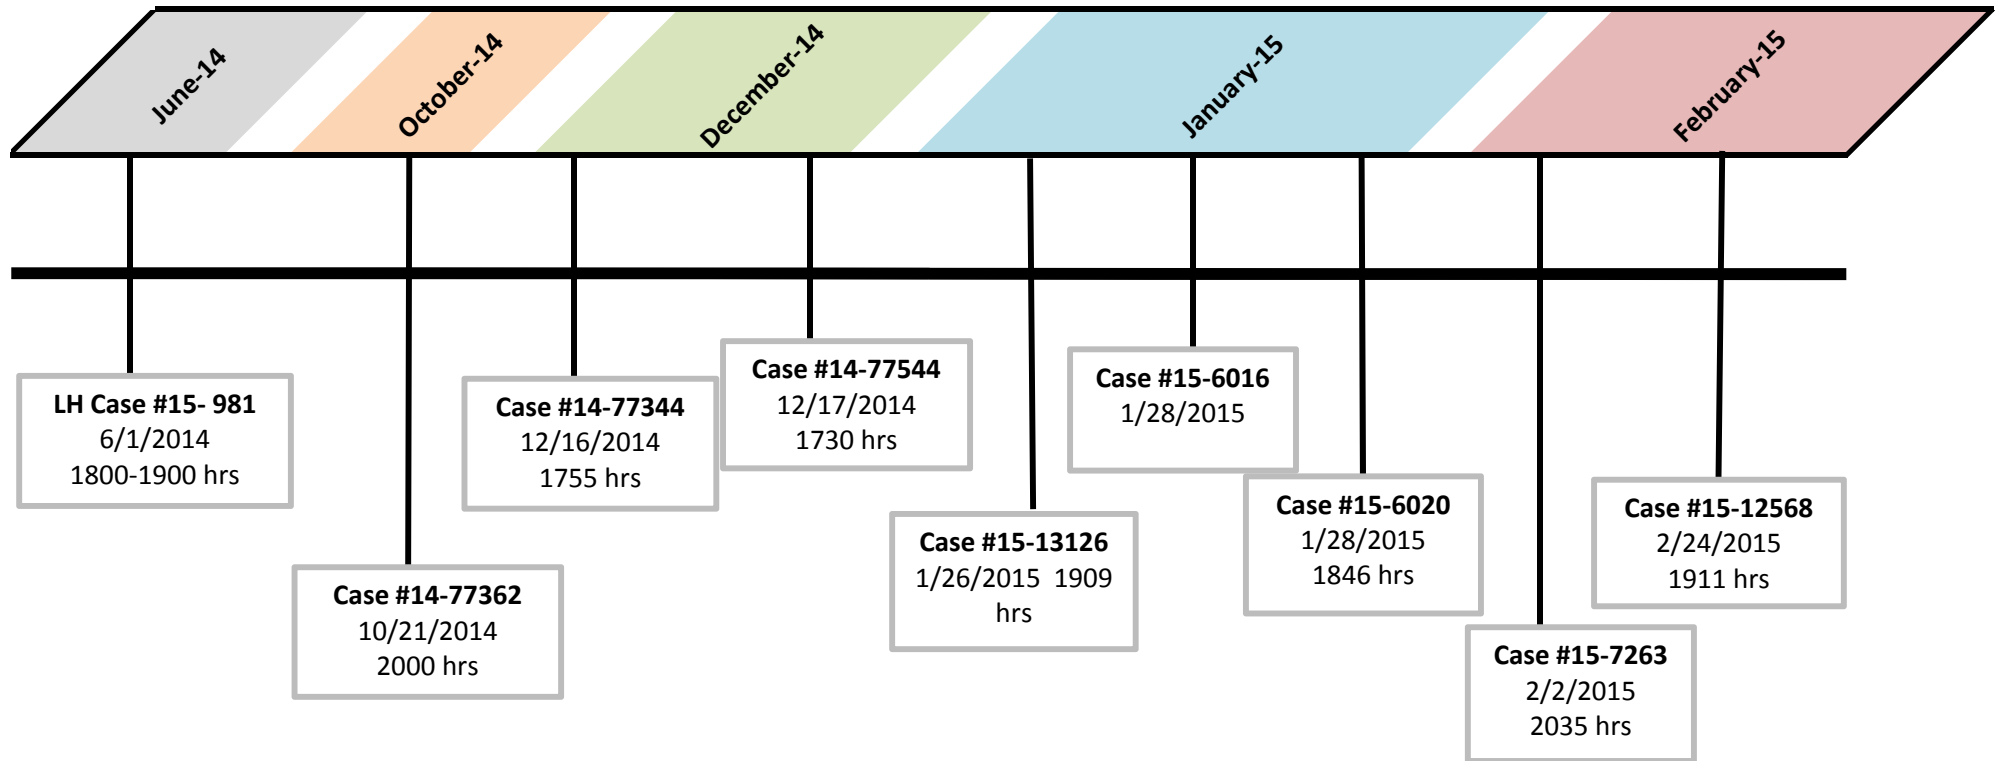 June-14
October-14
December-14
January-15
February-15
LH Case #15- 981
6/1/2014
1800-1900 hrs
Case #14-77362
10/21/2014
2000 hrs
Case #14-77344
12/16/2014
1755 hrs
Case #14-77544
12/17/2014
1730 hrs
Case #15-13126
1/26/2015  1909
hrs
Case #15-6016
1/28/2015
Case #15-6020
1/28/2015
1846 hrs
Case #15-7263
2/2/2015
2035 hrs
Case #15-12568
2/24/2015
1911 hrs